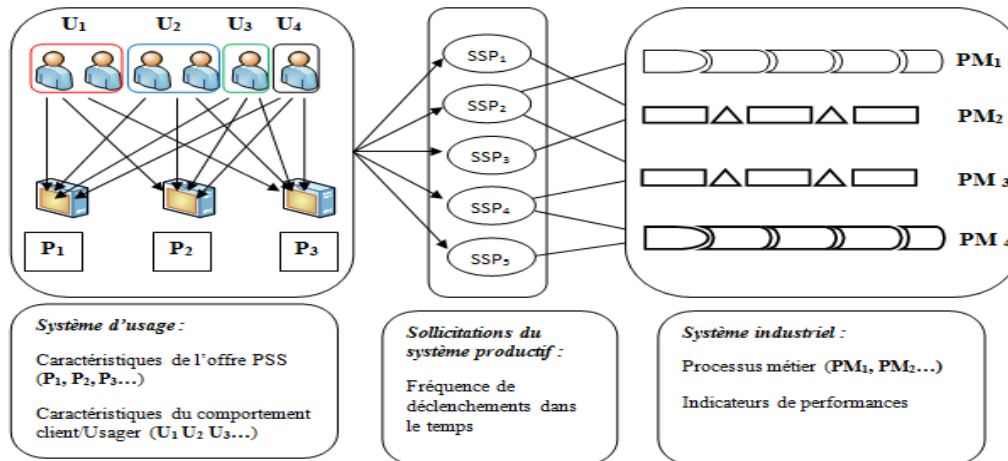 U₁ U₂ U₃ U₄
P₁ P₂ P₃
SSP₁
SSP₂
SSP₃
SSP₄
SSP₅
PM₁
PM₂
PM ₃
PM ₄
Système d'usage :
Caractéristiques de l'offre PSS
(P₁, P₂, P₃…)
Caractéristiques du comportement
client/Usager (U₁ U₂ U₃…)
Sollicitations du
système productif :
Fréquence de
déclenchements dans
le temps
Système industriel :
Processus métier (PM₁, PM₂…)
Indicateurs de performances